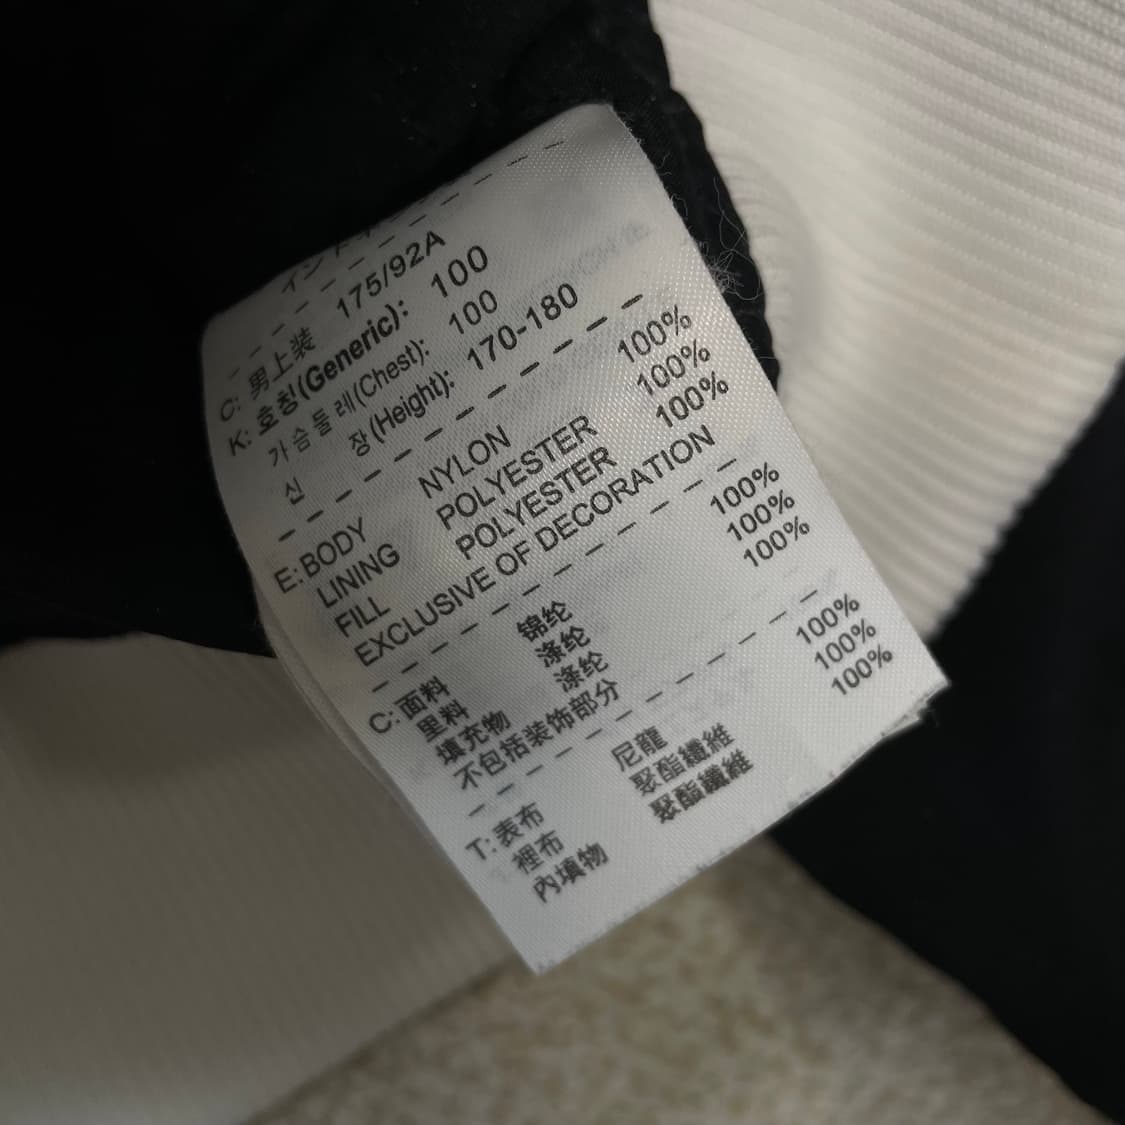 C: 男上装 175/92A
K: 호칭(Generic): 100
가슴둘레(Chest): 100
신 장(Height): 170-180
E: BODY NYLON 100%
LINING POLYESTER 100%
FILL POLYESTER 100%
EXCLUSIVE OF DECORATION
C: 面料 锦纶 100%
里料 涤纶 100%
填充物 涤纶 100%
不包括装饰部分
T: 表布 尼龍 100%
裡布 聚酯纖維 100%
內填物 聚酯纖維 100%